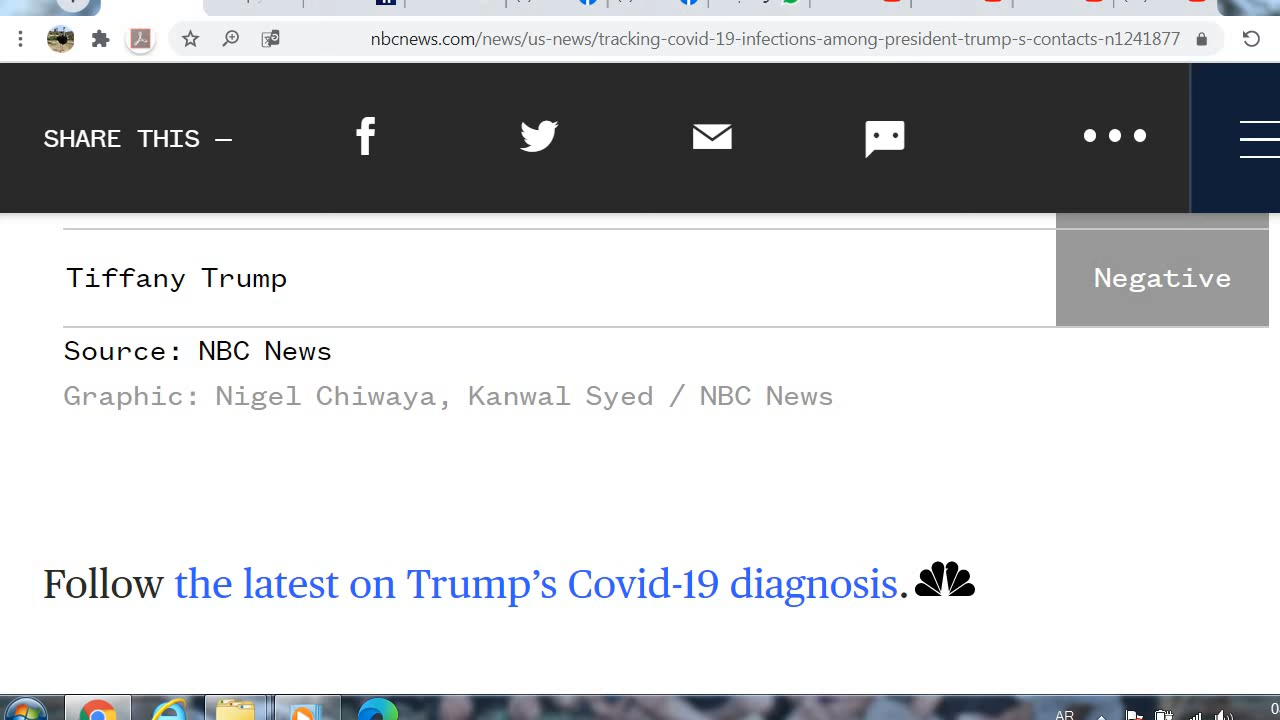 nbcnews.com/news/us-news/tracking-covid-19-infections-among-president-trump-s-contacts-n1241877
SHARE THIS —
Tiffany Trump Negative
Source: NBC News
Graphic: Nigel Chiwaya, Kanwal Syed / NBC News
Follow the latest on Trump's Covid-19 diagnosis.
AR